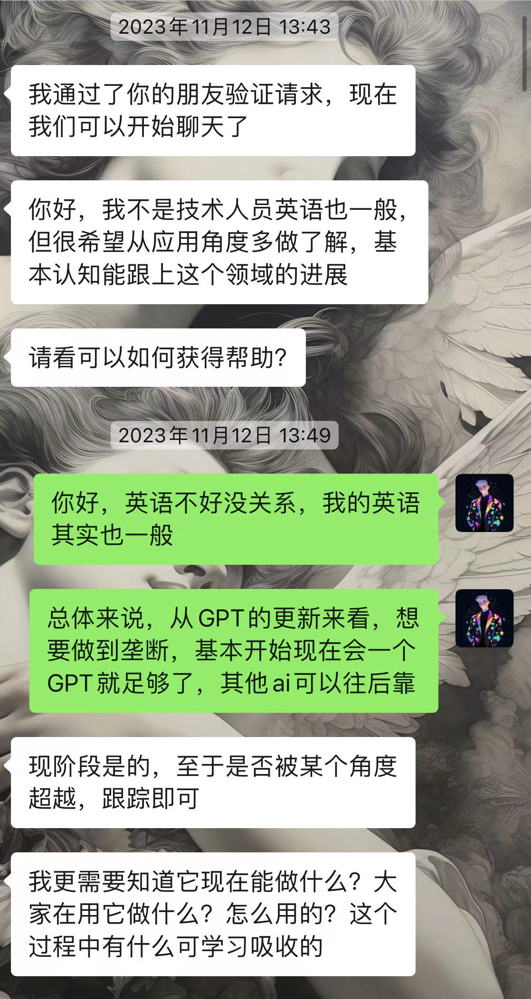 2023年11月12日 13:43
我通过了你的朋友验证请求，现在
我们可以开始聊天了
你好，我不是技术人员英语也一般，
但很希望从应用角度多做了解，基
本认知能跟上这个领域的进展
请看可以如何获得帮助？
2023年11月12日 13:49
你好，英语不好没关系，我的英语
其实也一般
总体来说，从GPT的更新来看，想
要做到垄断，基本开始现在会一个
GPT就足够了，其他ai可以往后靠
现阶段是的，至于是否被某个角度
超越，跟踪即可
我更需要知道它现在能做什么？大
家在用它做什么？怎么用的？这个
过程中有什么可学习吸收的